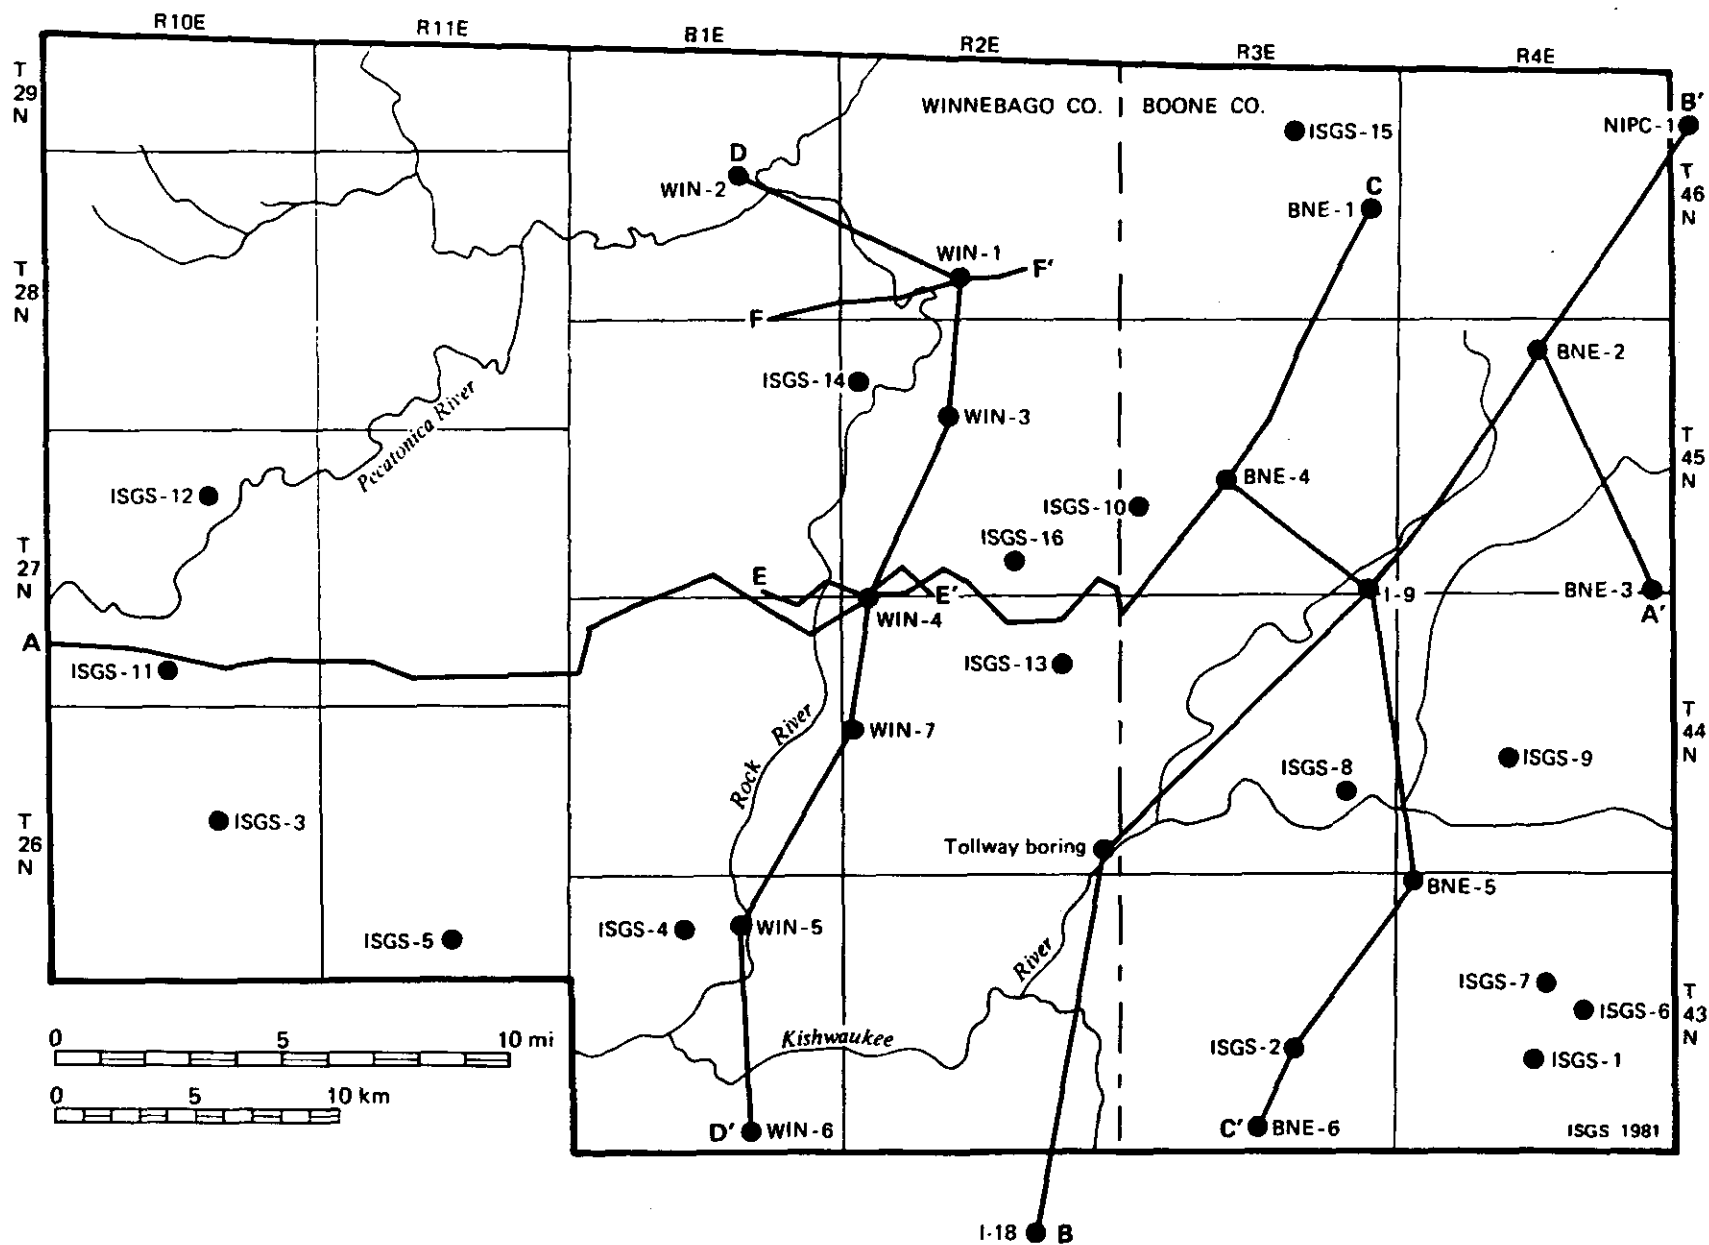 R10E
R11E
R1E
R2E
R3E
R4E
T
29
N
WINNEBAGO CO.
BOONE CO.
B'
NIPC-1
ISGS-15
D
WIN-2
T
46
N
C
BNE-1
WIN-1
F'
T
28
N
F
BNE-2
ISGS-14
WIN-3
Pecatonica River
T
45
N
BNE-4
ISGS-12
ISGS-10
ISGS-16
T
27
N
E
E'
I-9
BNE-3
A'
WIN-4
A
ISGS-11
ISGS-13
WIN-7
Rock River
T
44
N
ISGS-9
ISGS-8
ISGS-3
T
26
N
Tollway boring
BNE-5
ISGS-4
WIN-5
ISGS-5
River
ISGS-7
ISGS-6
T
43
N
0 5 10 mi
Kishwaukee
ISGS-2
ISGS-1
0 5 10 km
D'
WIN-6
C'
BNE-6
ISGS 1981
I-18
B